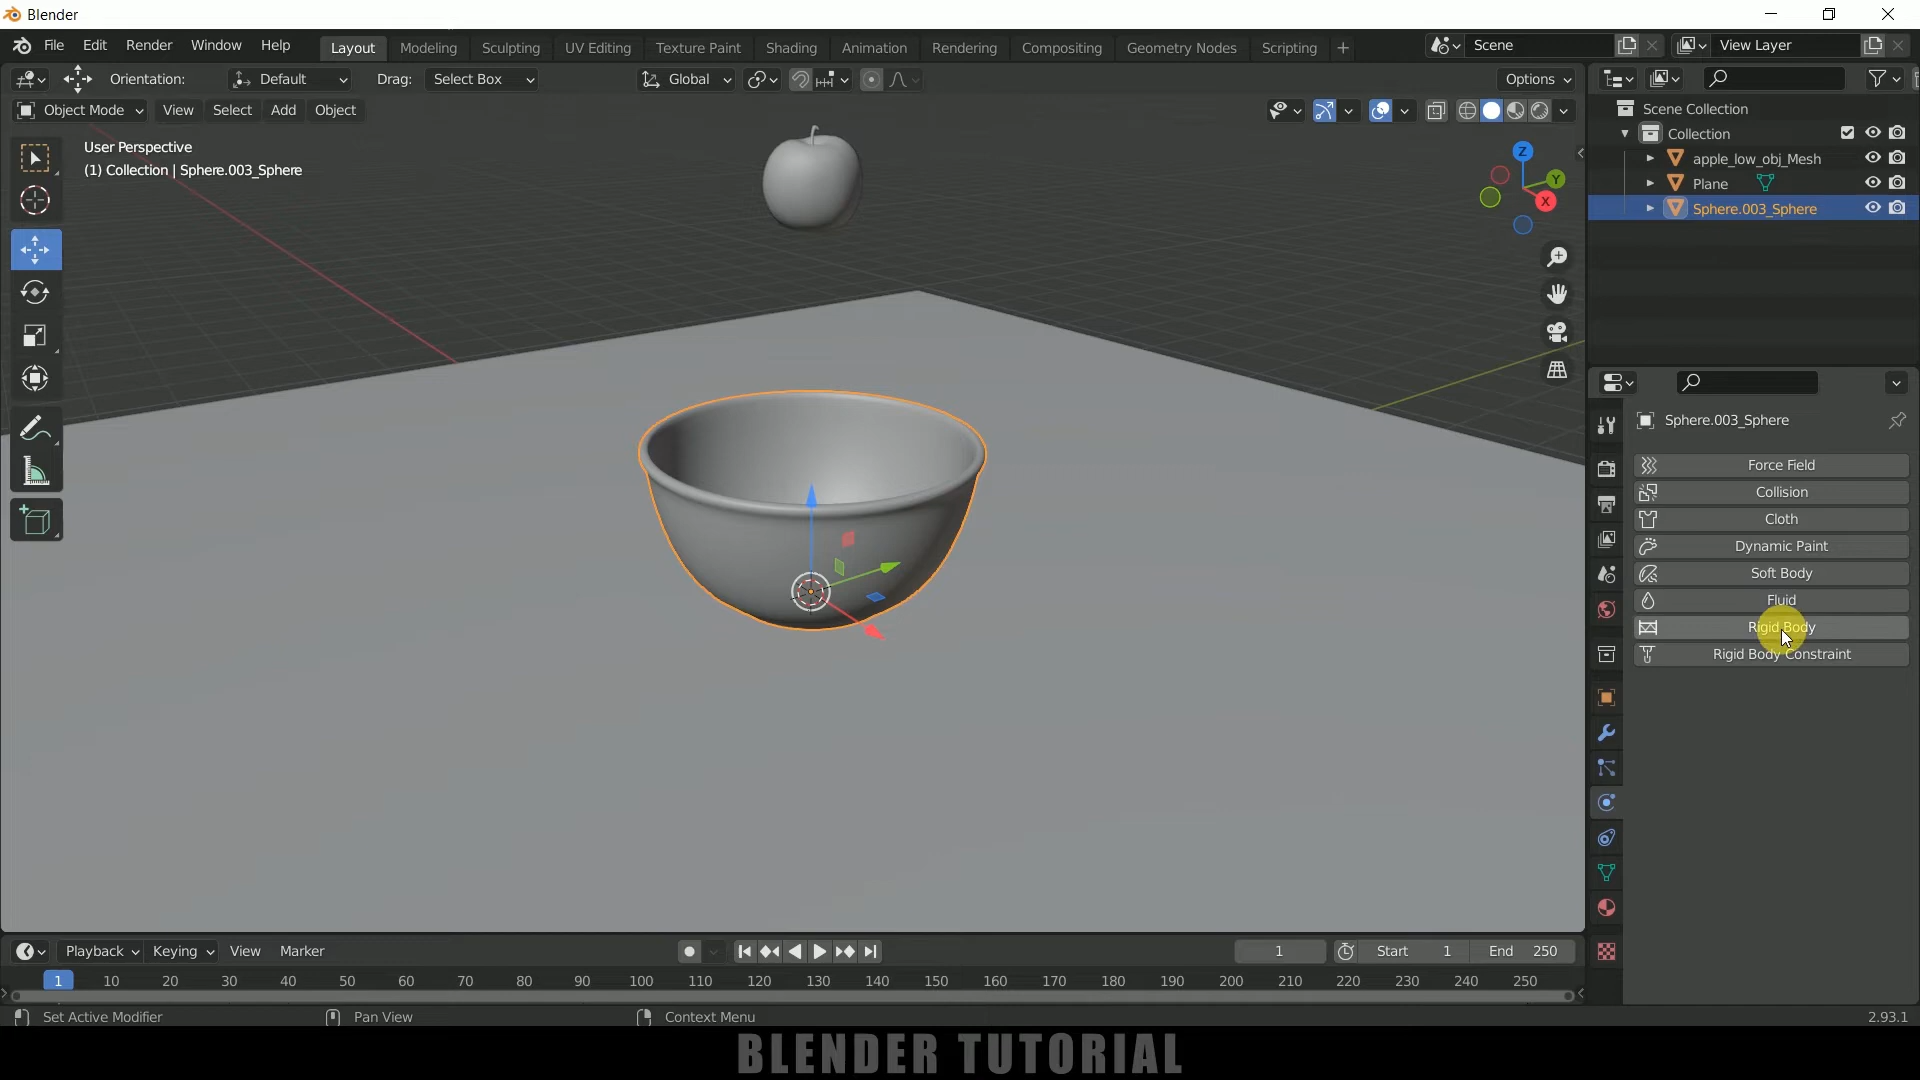 Blender
File Edit Render Window Help Layout Modeling Sculpting UV Editing Texture Paint Shading Animation Rendering Compositing Geometry Nodes Scripting + Scene View Layer
Orientation: Default Drag: Select Box Global Options
Object Mode View Select Add Object
User Perspective
(1) Collection | Sphere.003_Sphere
Z
Y
X
Scene Collection
Collection
apple_low_obj_Mesh
Plane
Sphere.003_Sphere
Sphere.003_Sphere
Force Field
Collision
Cloth
Dynamic Paint
Soft Body
Fluid
Rigid Body
Rigid Body Constraint
Playback Keying View Marker 1 Start 1 End 250
1 10 20 30 40 50 60 70 80 90 100 110 120 130 140 150 160 170 180 190 200 210 220 230 240 250
Set Active Modifier Pan View Context Menu 2.93.1
BLENDER TUTORIAL